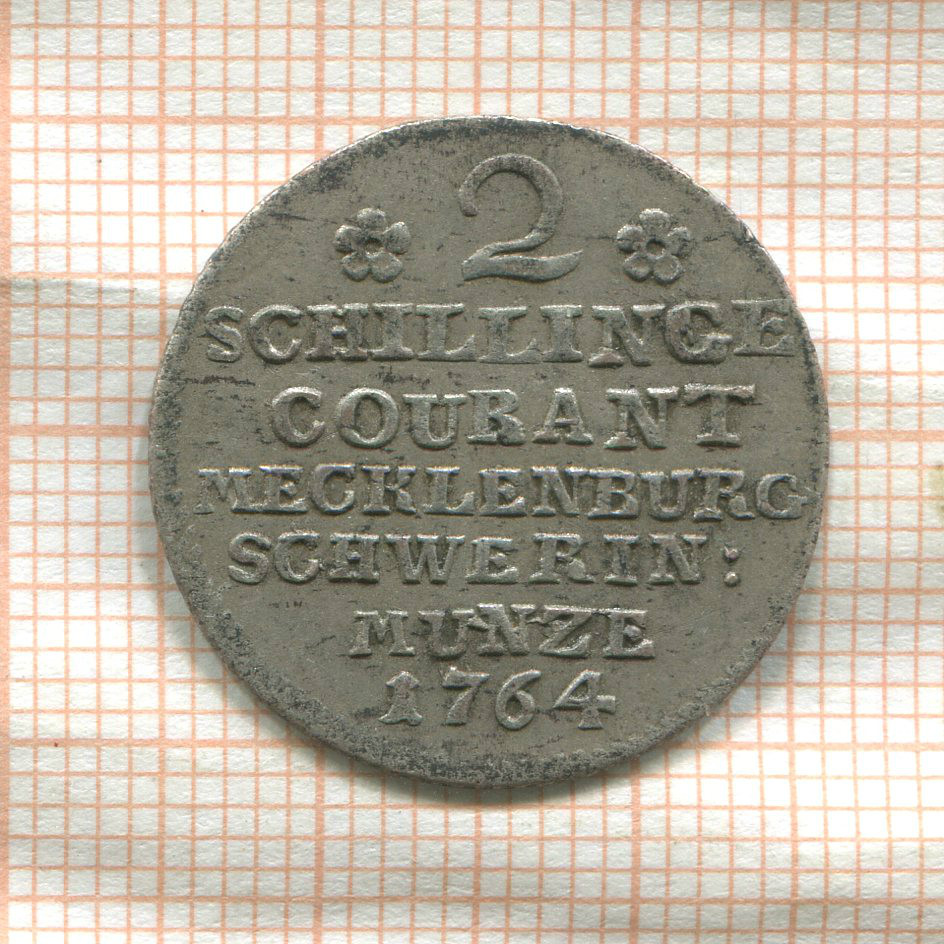 2
SCHILLINGE
COURANT
MECKLENBURG
SCHWERIN:
MUNZE
1764